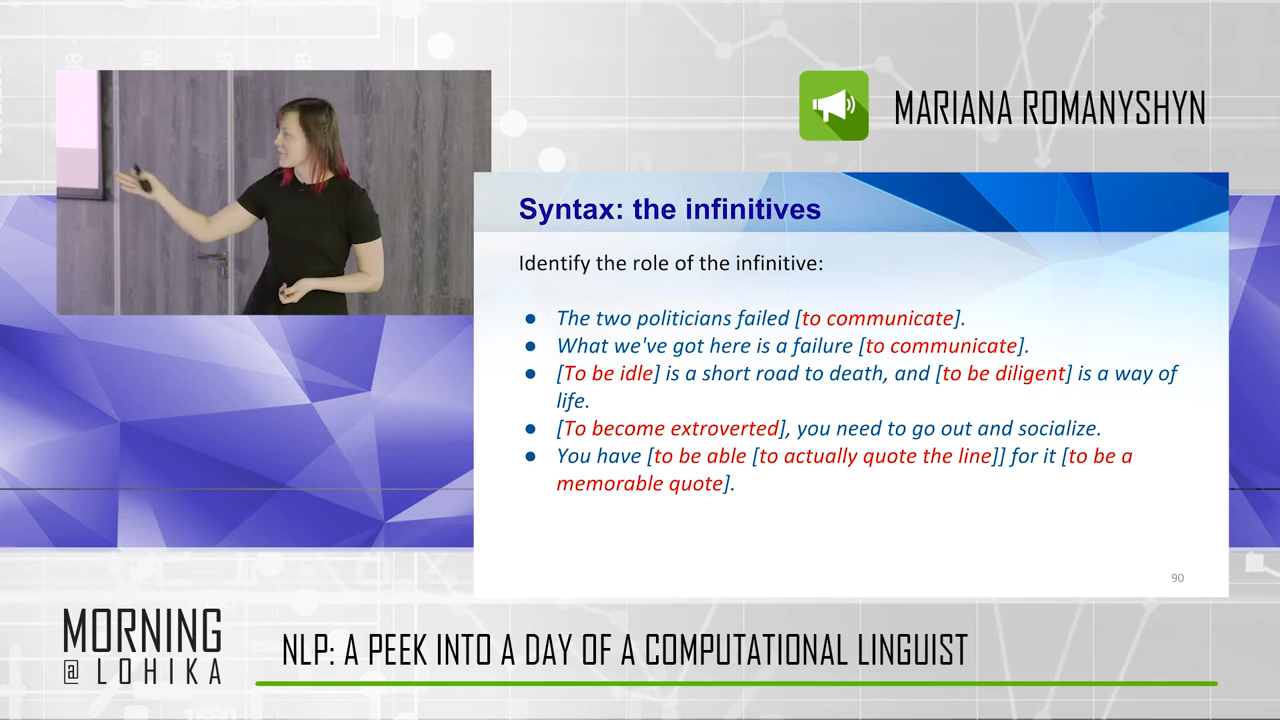 MARIANA ROMANYSHYN
Syntax: the infinitives
Identify the role of the infinitive:
● The two politicians failed [to communicate].
● What we've got here is a failure [to communicate].
● [To be idle] is a short road to death, and [to be diligent] is a way of
life.
● [To become extroverted], you need to go out and socialize.
● You have [to be able [to actually quote the line]] for it [to be a
memorable quote].
90
MORNING
@ LOHIKA
NLP: A PEEK INTO A DAY OF A COMPUTATIONAL LINGUIST